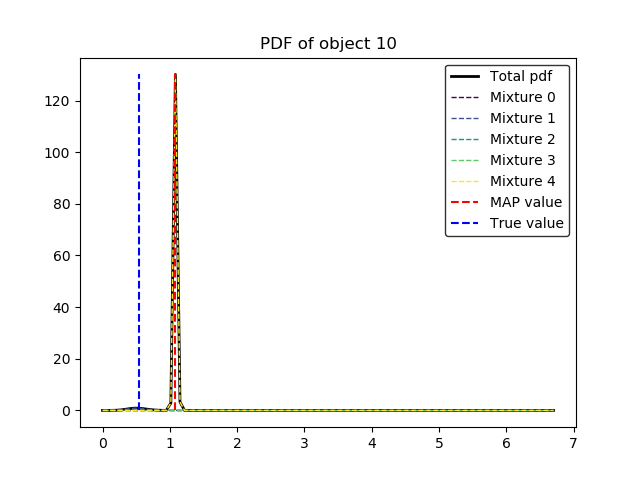 PDF of object 10
Total pdf
Mixture 0
Mixture 1
Mixture 2
Mixture 3
Mixture 4
MAP value
True value
120
100
80
60
40
20
0
0 1 2 3 4 5 6 7